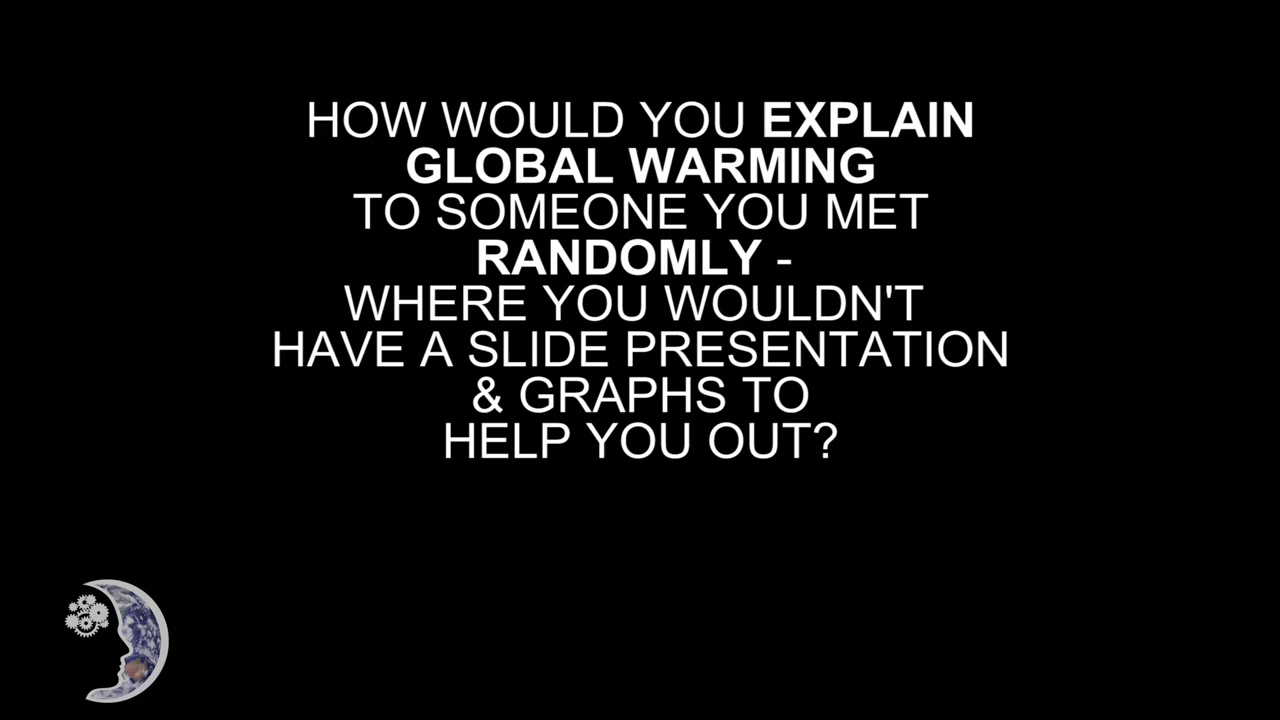 HOW WOULD YOU EXPLAIN
GLOBAL WARMING
TO SOMEONE YOU MET
RANDOMLY -
WHERE YOU WOULDN'T
HAVE A SLIDE PRESENTATION
& GRAPHS TO
HELP YOU OUT?